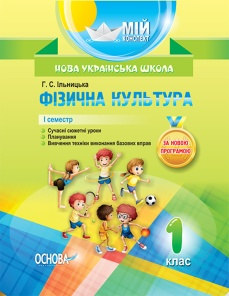 МІЙ
КОНСПЕКТ
НОВА УКРАЇНСЬКА ШКОЛА
Г. С. Ільницька
ФІЗИЧНА КУЛЬТУРА
І семестр
Сучасні сюжетні уроки
Планування
Вивчення техніки виконання базових вправ
ЗА НОВОЮ
ПРОГРАМОЮ
1
клас
ОСНОВА